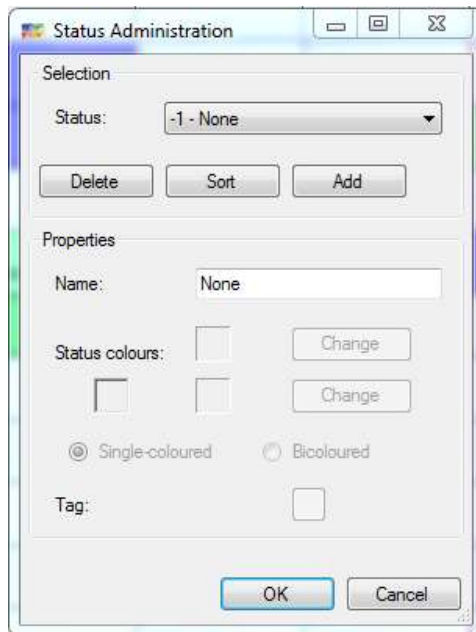 Status Administration
Selection
Status: -1 - None
Delete Sort Add
Properties
Name: None
Status colours: Change
Change
Single-coloured Bicoloured
Tag:
OK Cancel